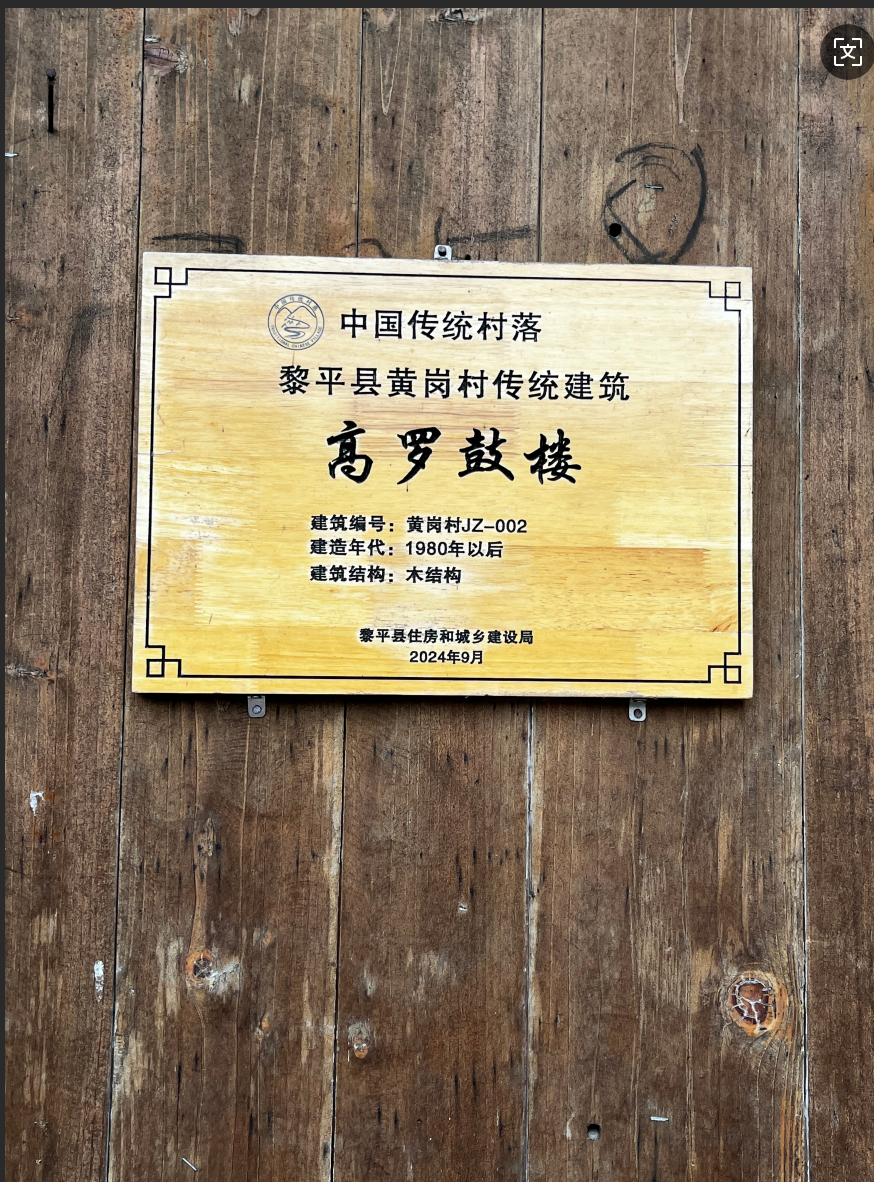 中国传统村落
黎平县黄岗村传统建筑
高罗鼓楼
建筑编号：黄岗村JZ-002
建造年代：1980年以后
建筑结构：木结构
黎平县住房和城乡建设局
2024年9月